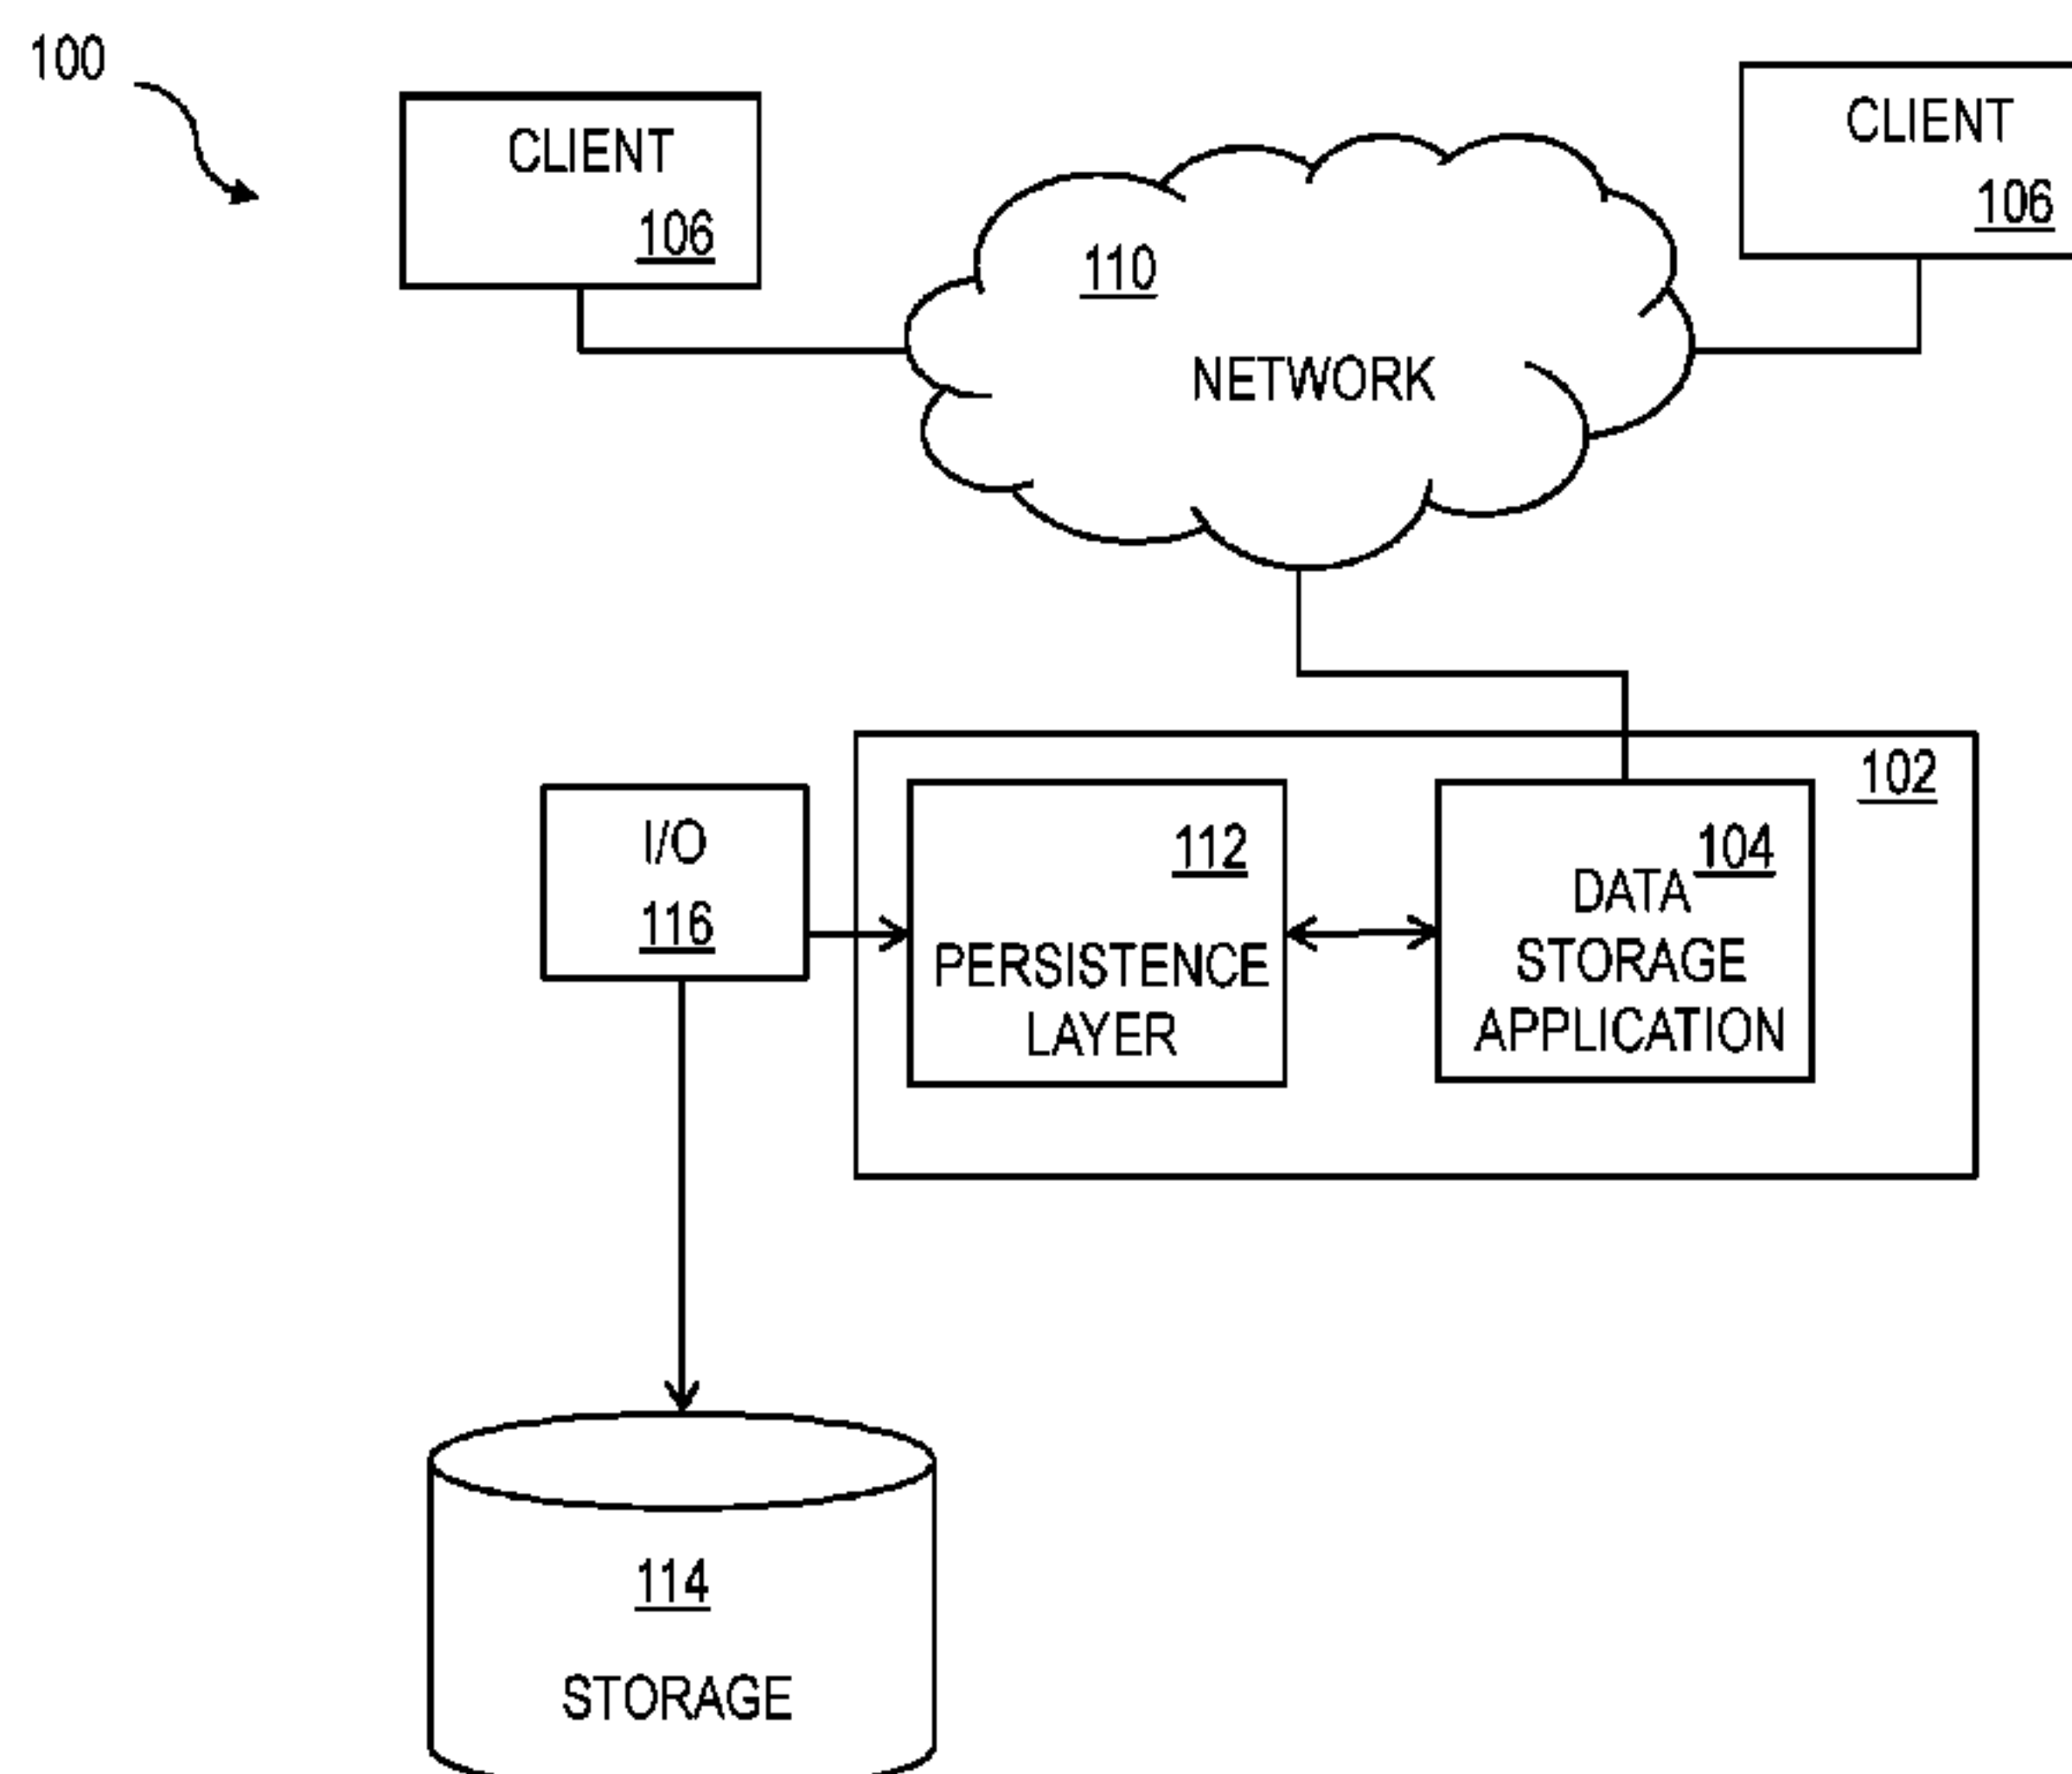 100
CLIENT
106
CLIENT
106
110
NETWORK
102
I/O
116
112
PERSISTENCE
LAYER
104
DATA
STORAGE
APPLICATION
114
STORAGE